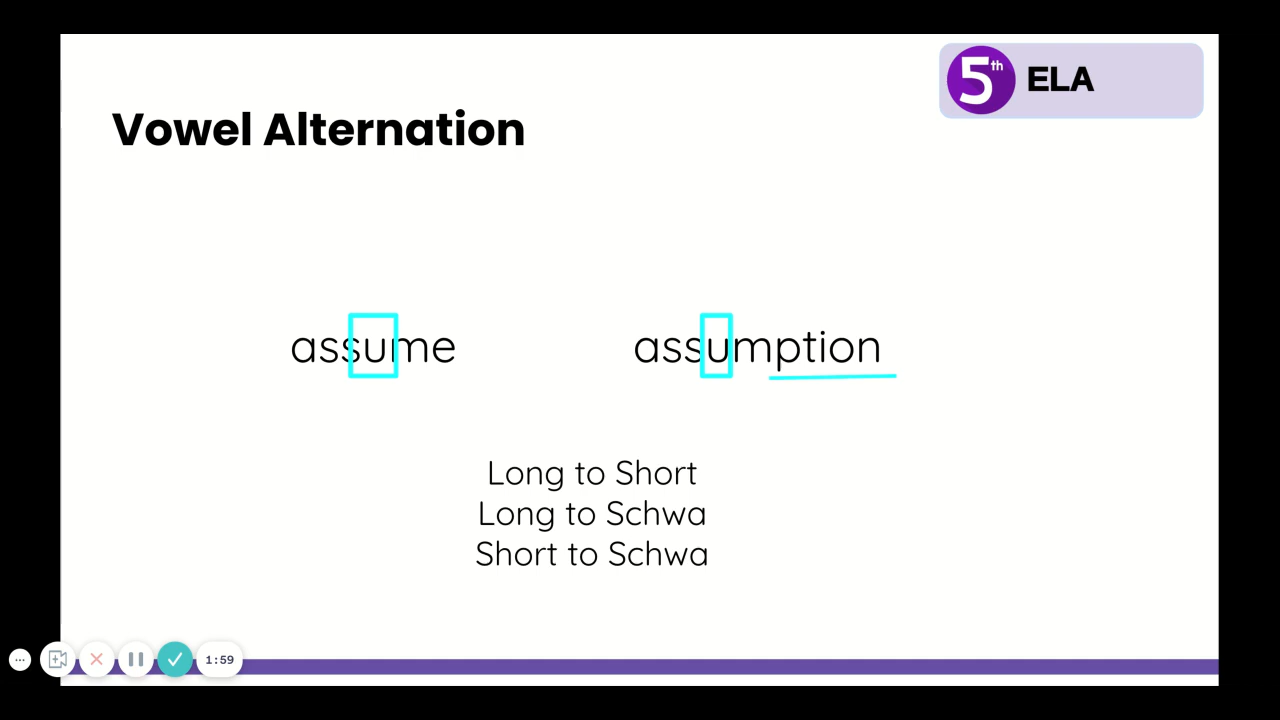 5th ELA
Vowel Alternation
assume assumption
Long to Short
Long to Schwa
Short to Schwa
1:59